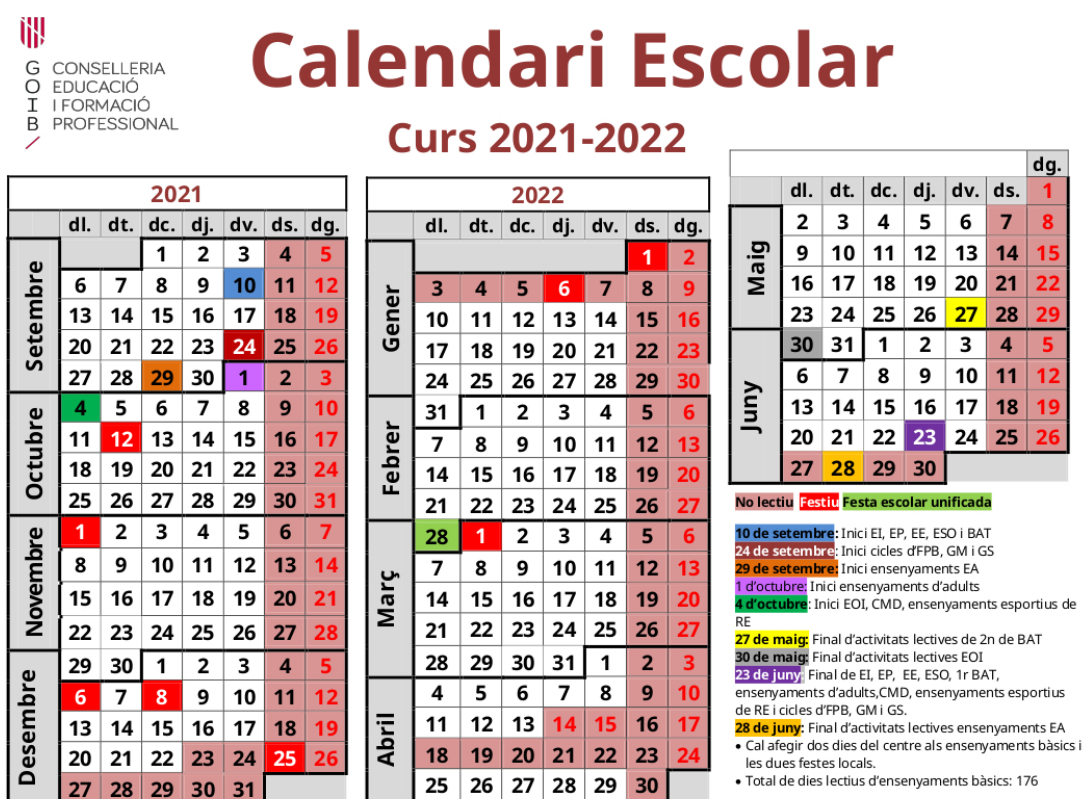 G CONSELLERIA
O EDUCACIÓ
I I FORMACIÓ
B PROFESSIONAL
Calendari Escolar
Curs 2021-2022
2021
dl. dt. dc. dj. dv. ds. dg.
Setembre
1 2 3 4 5
6 7 8 9 10 11 12
13 14 15 16 17 18 19
20 21 22 23 24 25 26
27 28 29 30 1 2 3
Octubre
4 5 6 7 8 9 10
11 12 13 14 15 16 17
18 19 20 21 22 23 24
25 26 27 28 29 30 31
Novembre
1 2 3 4 5 6 7
8 9 10 11 12 13 14
15 16 17 18 19 20 21
22 23 24 25 26 27 28
29 30 1 2 3 4 5
Desembre
6 7 8 9 10 11 12
13 14 15 16 17 18 19
20 21 22 23 24 25 26
27 28 29 30 31
2022
dl. dt. dc. dj. dv. ds. dg.
Gener
1 2
3 4 5 6 7 8 9
10 11 12 13 14 15 16
17 18 19 20 21 22 23
24 25 26 27 28 29 30
Febrer
31 1 2 3 4 5 6
7 8 9 10 11 12 13
14 15 16 17 18 19 20
21 22 23 24 25 26 27
Març
28 1 2 3 4 5 6
7 8 9 10 11 12 13
14 15 16 17 18 19 20
21 22 23 24 25 26 27
28 29 30 31 1 2 3
Abril
4 5 6 7 8 9 10
11 12 13 14 15 16 17
18 19 20 21 22 23 24
25 26 27 28 29 30
dg.
dl. dt. dc. dj. dv. ds. 1
Maig
2 3 4 5 6 7 8
9 10 11 12 13 14 15
16 17 18 19 20 21 22
23 24 25 26 27 28 29
Juny
30 31 1 2 3 4 5
6 7 8 9 10 11 12
13 14 15 16 17 18 19
20 21 22 23 24 25 26
27 28 29 30
No lectiu Festiu Festa escolar unificada
10 de setembre: Inici EI, EP, EE, ESO i BAT
24 de setembre: Inici cicles d'FPB, GM i GS
29 de setembre: Inici ensenyaments EA
1 d'octubre: Inici ensenyaments d'adults
4 d'octubre: Inici EOI, CMD, ensenyaments esportius de
RE
27 de maig: Final d'activitats lectives de 2n de BAT
30 de maig: Final d'activitats lectives EOI
23 de juny: Final de EI, EP, EE, ESO, 1r BAT,
ensenyaments d'adults,CMD, ensenyaments esportius
de RE i cicles d'FPB, GM i GS.
28 de juny: Final d'activitats lectives ensenyaments EA
• Cal afegir dos dies del centre als ensenyaments bàsics i
les dues festes locals.
• Total de dies lectius d'ensenyaments bàsics: 176